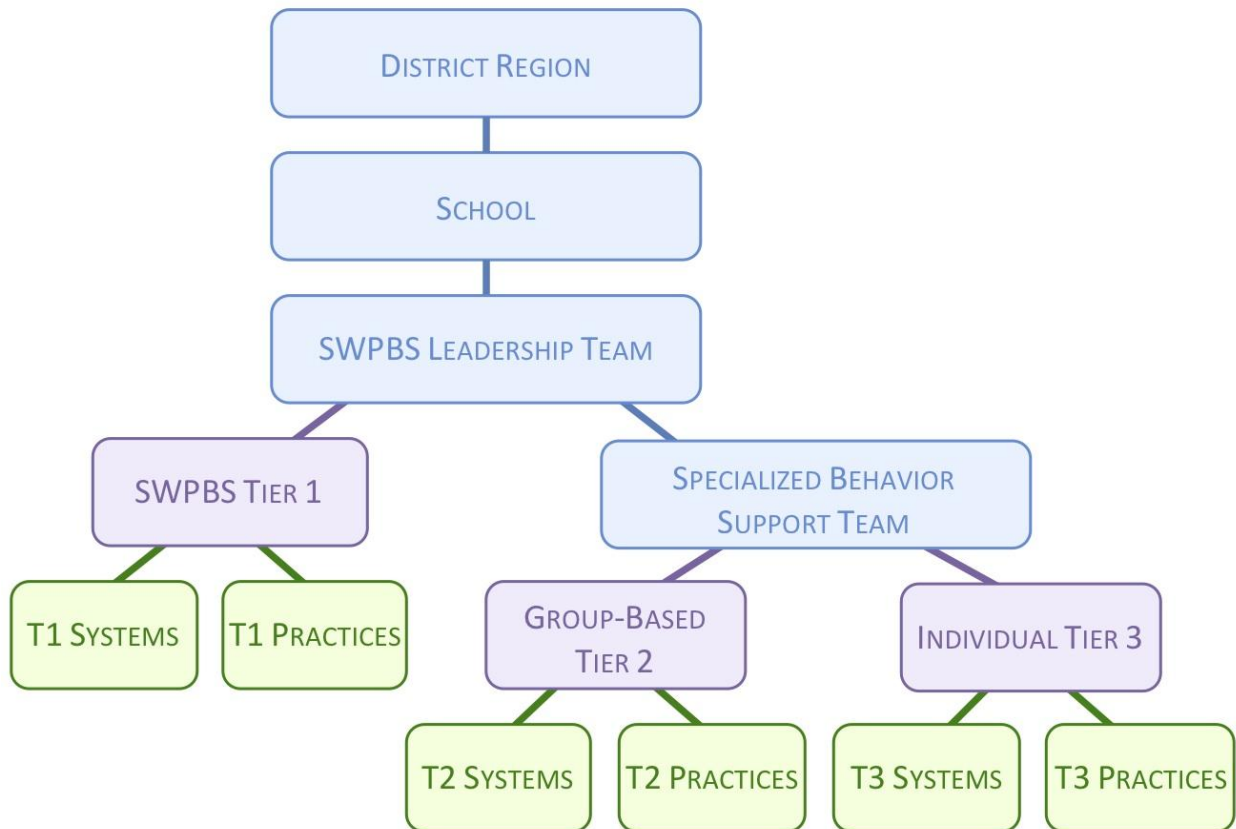 District Region
School
SWPBS Leadership Team
SWPBS Tier 1
Specialized Behavior
Support Team
T1 Systems
T1 Practices
Group-Based
Tier 2
Individual Tier 3
T2 Systems
T2 Practices
T3 Systems
T3 Practices